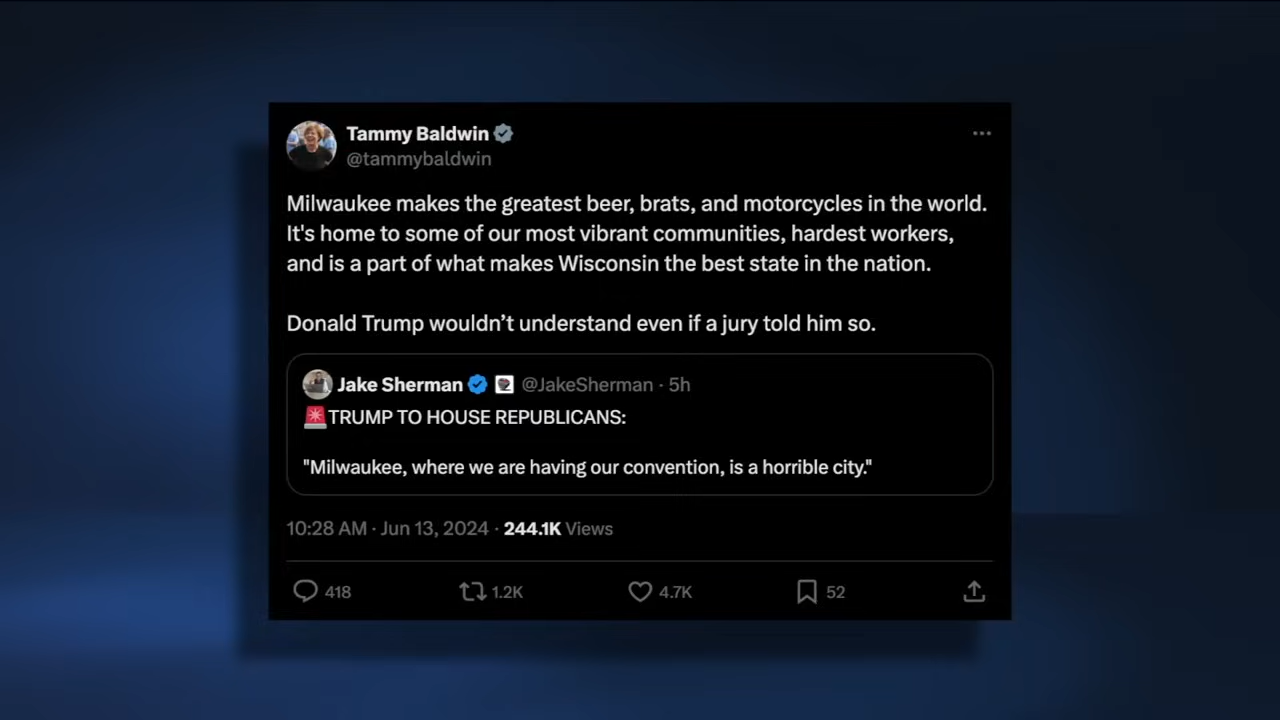 Tammy Baldwin
@tammybaldwin
Milwaukee makes the greatest beer, brats, and motorcycles in the world.
It's home to some of our most vibrant communities, hardest workers,
and is a part of what makes Wisconsin the best state in the nation.
Donald Trump wouldn’t understand even if a jury told him so.
Jake Sherman @JakeSherman · 5h
🚨TRUMP TO HOUSE REPUBLICANS:
"Milwaukee, where we are having our convention, is a horrible city."
10:28 AM · Jun 13, 2024 · 244.1K Views
418 1.2K 4.7K 52